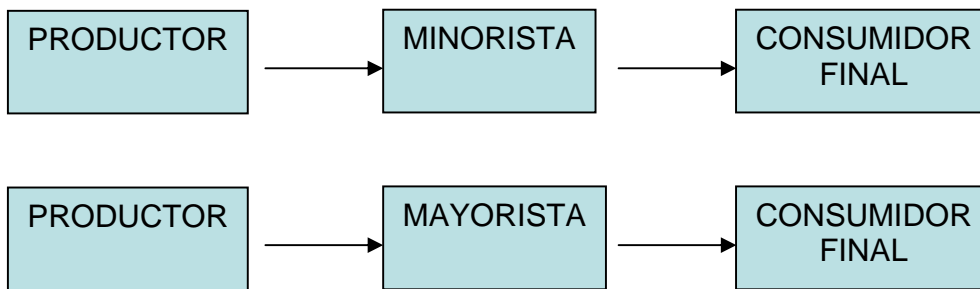 PRODUCTOR
MINORISTA
CONSUMIDOR
FINAL
PRODUCTOR
MAYORISTA
CONSUMIDOR
FINAL